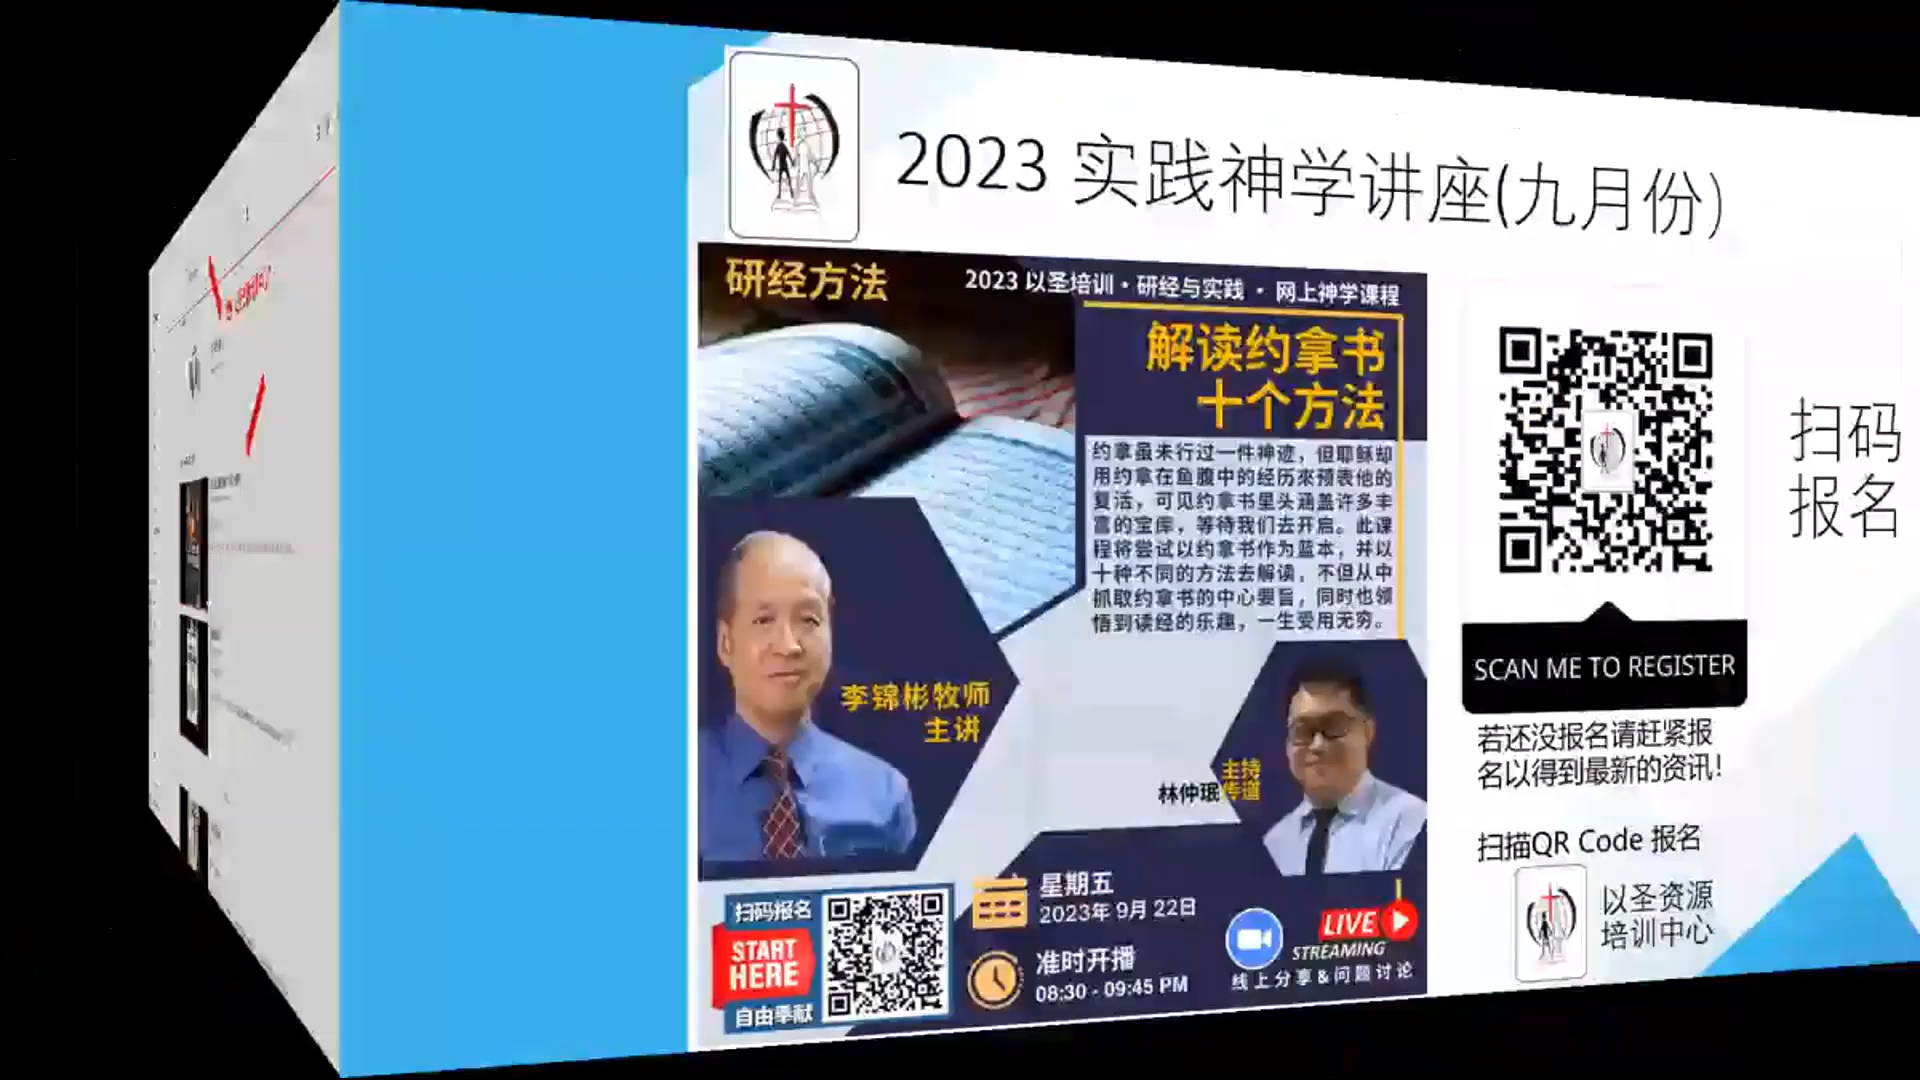 2023 实践神学讲座(九月份)
研经方法
2023 以圣培训·研经与实践 · 网上神学课程
解读约拿书
十个方法
约拿虽未行过一件神迹，但耶稣却
用约拿在鱼腹中的经历来预表他的
复活，可见约拿书里头涵盖许多丰
富的宝库，等待我们去开启。此课
程将尝试以约拿书作为蓝本，并以
十种不同的方法去解读，不但从中
抓取约拿书的中心要旨，同时也领
悟到读经的乐趣，一生受用无穷。
李锦彬牧师
主讲
主持
林仲珉传道
扫码报名
START
HERE
自由奉献
星期五
2023年 9月 22日
准时开播
08:30 - 09:45 PM
LIVE
STREAMING
线上分享&问题讨论
扫码
报名
SCAN ME TO REGISTER
若还没报名请赶紧报
名以得到最新的资讯!
扫描QR Code 报名
以圣资源
培训中心